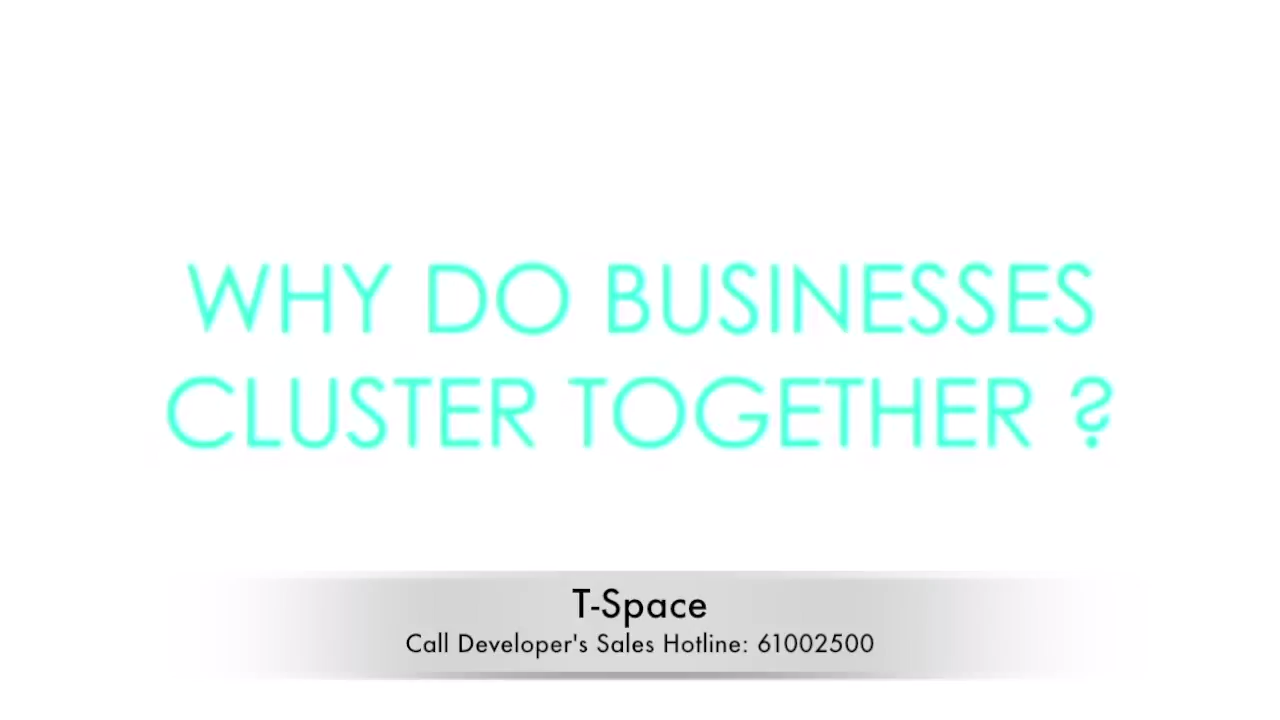 WHY DO BUSINESSES
CLUSTER TOGETHER ?
T-Space
Call Developer's Sales Hotline: 61002500